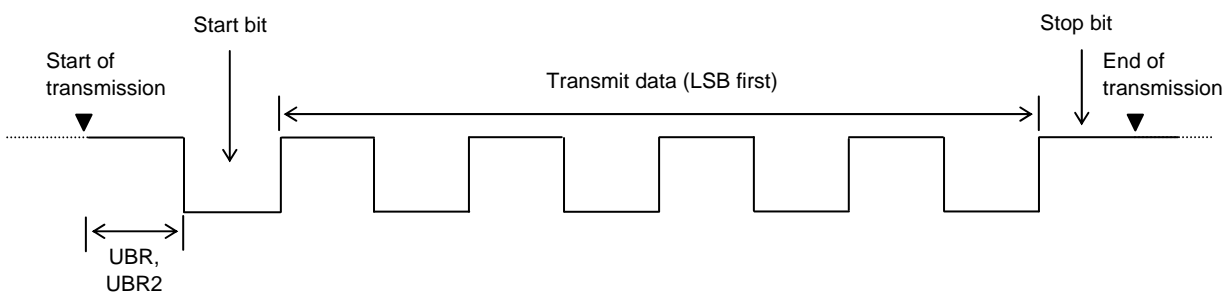 Start bit
Stop bit
Start of
transmission
Transmit data (LSB first)
End of
transmission
UBR,
UBR2